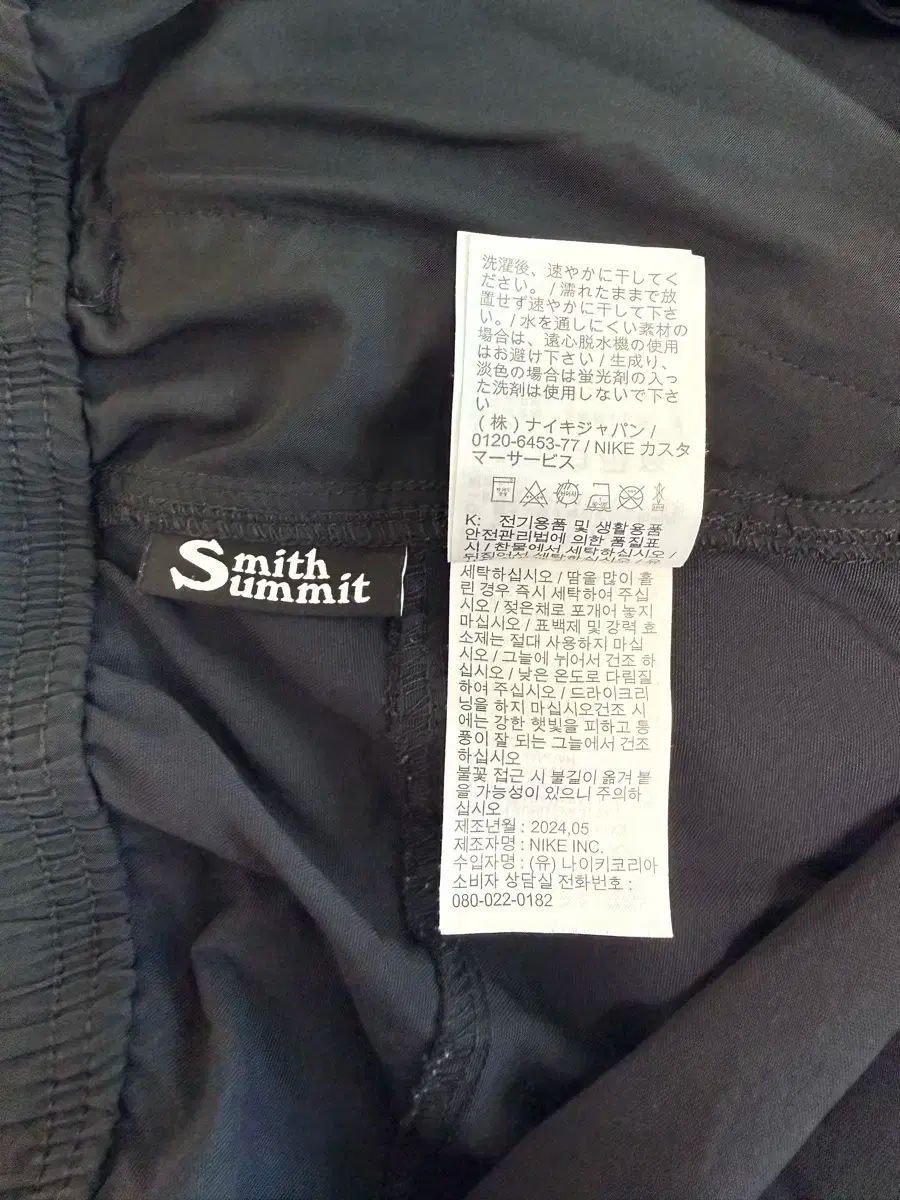 洗濯後、速やかに干してく
ださい。/ 濡れたままで放
置せず速やかに干して下さ
い。/ 水を通しにくい素材の
場合は、遠心脱水機の使用
はお避け下さい / 生成り、
淡色の場合は蛍光剤の入っ
た洗剤は使用しないで下さ
い
（株）ナイキジャパン /
0120-6453-77 / NIKE カスタ
マーサービス
K: 전기용품 및 생활용품
안전관리법에 의한 품질표
시 / 찬물에서 세탁하십시오 /
Smith
Summit
세탁하십시오 / 땀을 많이 흘
린 경우 즉시 세탁하여 주십
시오 / 젖은채로 포개어 놓지
마십시오 / 표백제 및 강력 효
소제는 절대 사용하지 마십
시오 / 그늘에 뉘어서 건조 하
십시오 / 낮은 온도로 다림질
하여 주십시오 / 드라이크리
닝을 하지 마십시오건조 시
에는 강한 햇빛을 피하고 통
풍이 잘 되는 그늘에서 건조
하십시오
불꽃 접근 시 불길이 옮겨 붙
을 가능성이 있으니 주의하
십시오
제조년월 : 2024,05
제조자명 : NIKE INC.
수입자명 : (유) 나이키코리아
소비자 상담실 전화번호 :
080-022-0182